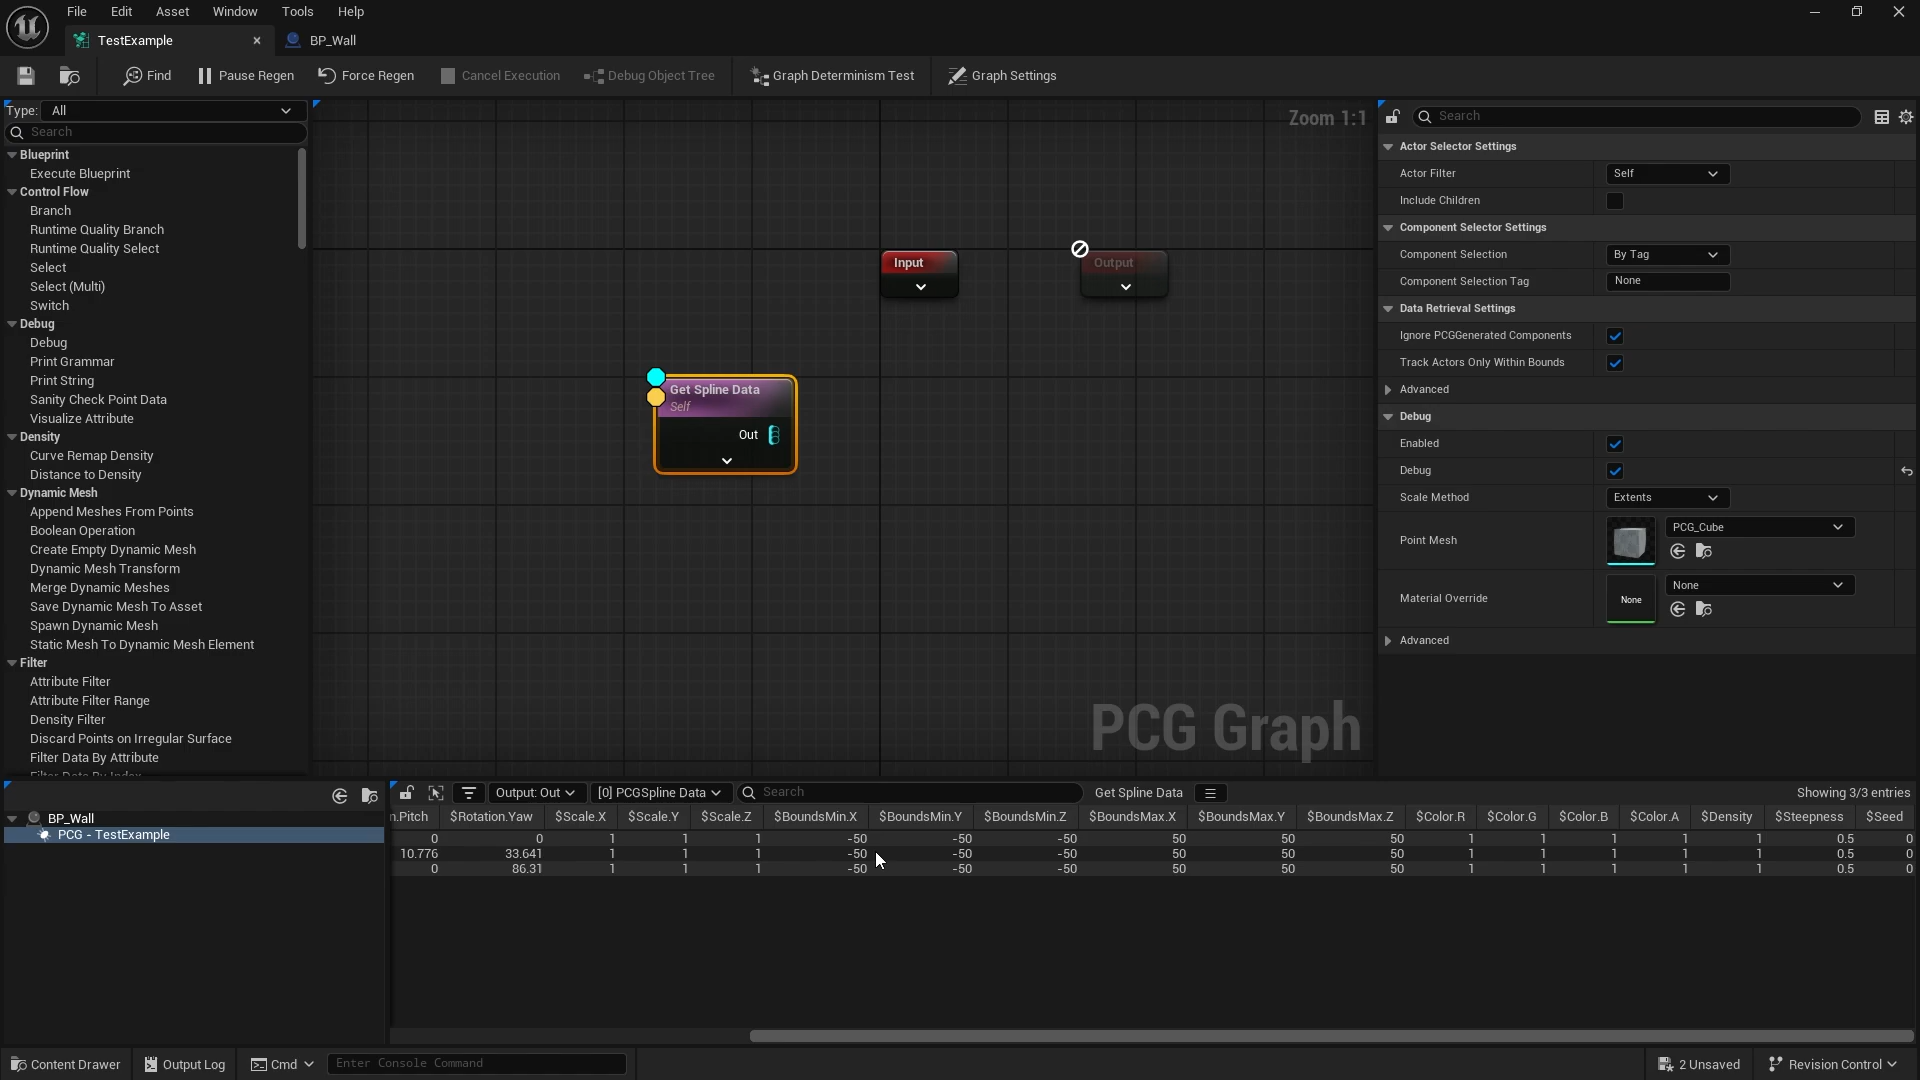 File Edit Asset Window Tools Help
TestExample BP_Wall
Find Pause Regen Force Regen Cancel Execution Debug Object Tree Graph Determinism Test Graph Settings
Type: All
Search
Blueprint
Execute Blueprint
Control Flow
Branch
Runtime Quality Branch
Runtime Quality Select
Select
Select (Multi)
Switch
Debug
Debug
Print Grammar
Print String
Sanity Check Point Data
Visualize Attribute
Density
Curve Remap Density
Distance to Density
Dynamic Mesh
Append Meshes From Points
Boolean Operation
Create Empty Dynamic Mesh
Dynamic Mesh Transform
Merge Dynamic Meshes
Save Dynamic Mesh To Asset
Spawn Dynamic Mesh
Static Mesh To Dynamic Mesh Element
Filter
Attribute Filter
Attribute Filter Range
Density Filter
Discard Points on Irregular Surface
Filter Data By Attribute
Filter Data By Index
Zoom 1:1
Input
Output
Get Spline Data
Self
Out
PCG Graph
Search
Actor Selector Settings
Actor Filter Self
Include Children
Component Selector Settings
Component Selection By Tag
Component Selection Tag None
Data Retrieval Settings
Ignore PCGGenerated Components
Track Actors Only Within Bounds
Advanced
Debug
Enabled
Debug
Scale Method Extents
Point Mesh PCG_Cube
Material Override None None
Advanced
BP_Wall
PCG - TestExample
Output: Out [0] PCGSpline Data Search Get Spline Data Showing 3/3 entries
n.Pitch $Rotation.Yaw $Scale.X $Scale.Y $Scale.Z $BoundsMin.X $BoundsMin.Y $BoundsMin.Z $BoundsMax.X $BoundsMax.Y $BoundsMax.Z $Color.R $Color.G $Color.B $Color.A $Density $Steepness $Seed
0 0 1 1 1 -50 -50 -50 50 50 50 1 1 1 1 1 0.5 0
10.776 33.641 1 1 1 -50 -50 -50 50 50 50 1 1 1 1 1 0.5 0
0 86.31 1 1 1 -50 -50 -50 50 50 50 1 1 1 1 1 0.5 0
Content Drawer Output Log Cmd Enter Console Command 2 Unsaved Revision Control